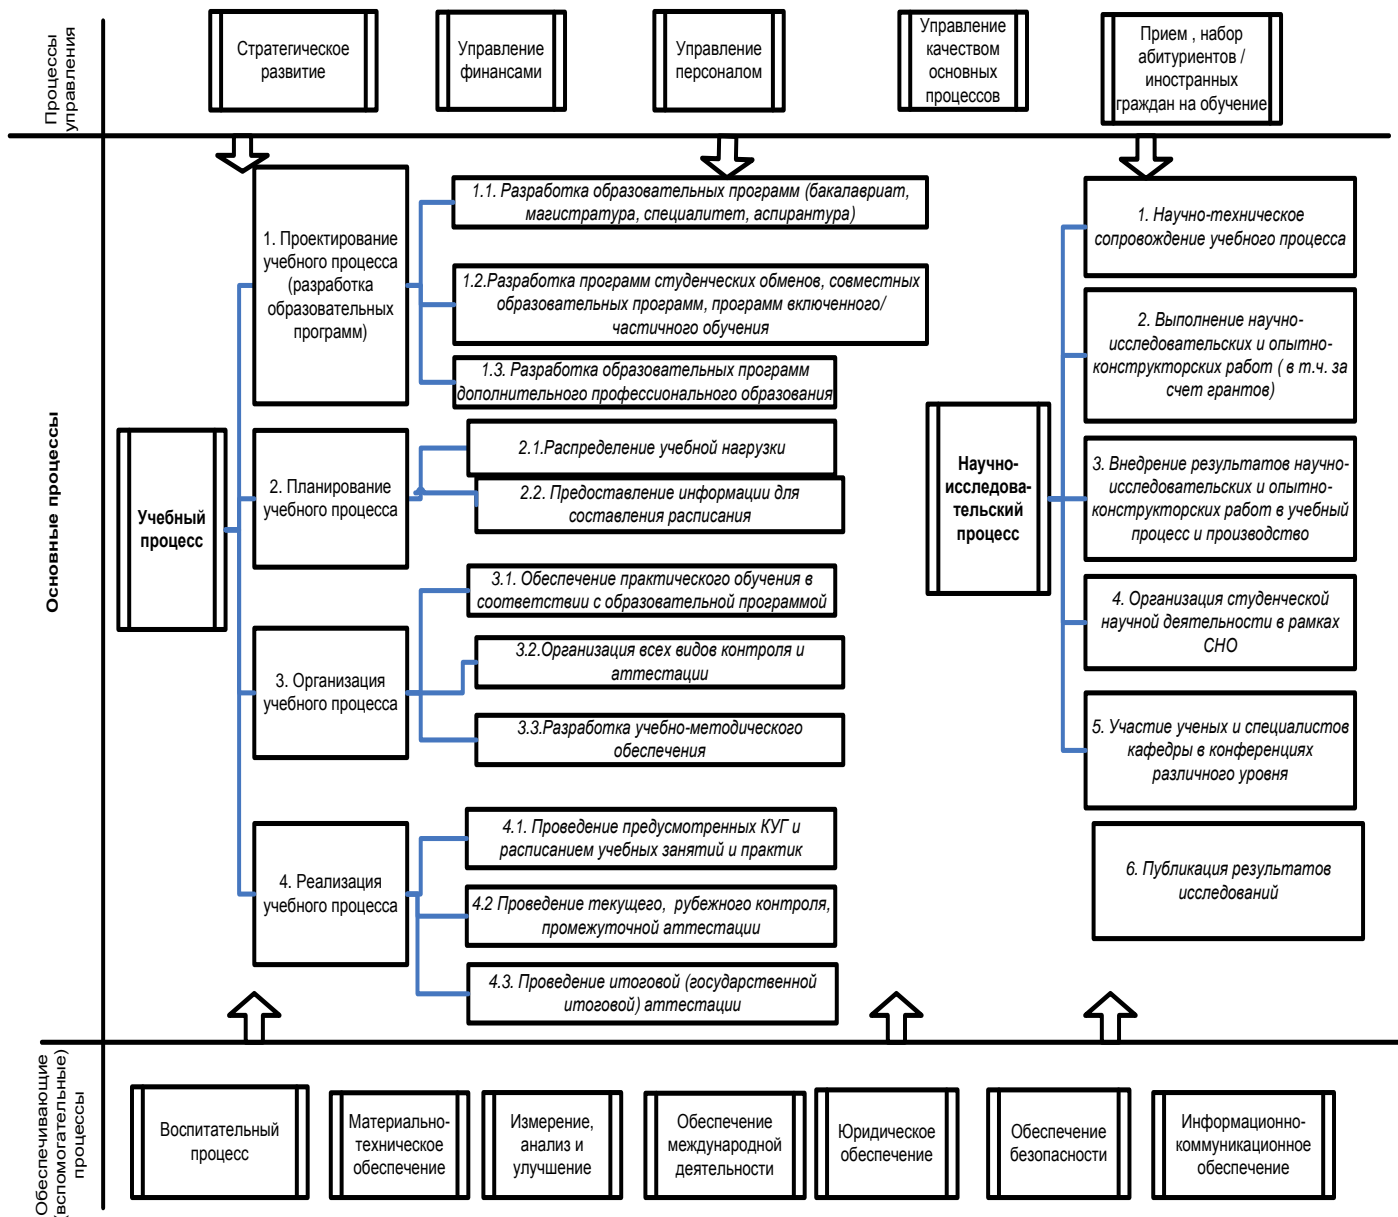 Процессы
управления
Стратегическое
развитие
Управление
финансами
Управление
персоналом
Управление
качеством
основных
процессов
Прием , набор
абитуриентов /
иностранных
граждан на обучение
Основные процессы
Учебный
процесс
1. Проектирование
учебного процесса
(разработка
образовательных
программ)
1.1. Разработка образовательных программ (бакалавриат,
магистратура, специалитет, аспирантура)
1.2.Разработка программ студенческих обменов, совместных
образовательных программ, программ включенного/
частичного обучения
1.3. Разработка образовательных программ
дополнительного профессионального образования
2. Планирование
учебного процесса
2.1.Распределение учебной нагрузки
2.2. Предоставление информации для
составления расписания
3. Организация
учебного процесса
3.1. Обеспечение практического обучения в
соответствии с образовательной программой
3.2.Организация всех видов контроля и
аттестации
3.3.Разработка учебно-методического
обеспечения
4. Реализация
учебного процесса
4.1. Проведение предусмотренных КУГ и
расписанием учебных занятий и практик
4.2 Проведение текущего, рубежного контроля,
промежуточной аттестации
4.3. Проведение итоговой (государственной
итоговой) аттестации
Научно-
исследова-
тельский
процесс
1. Научно-техническое
сопровождение учебного процесса
2. Выполнение научно-
исследовательских и опытно-
конструкторских работ ( в т.ч. за
счет грантов)
3. Внедрение результатов научно-
исследовательских и опытно-
конструкторских работ в учебный
процесс и производство
4. Организация студенческой
научной деятельности в рамках
СНО
5. Участие ученых и специалистов
кафедры в конференциях
различного уровня
6. Публикация результатов
исследований
Обеспечивающие
(вспомогательные)
процессы
Воспитательный
процесс
Материально-
техническое
обеспечение
Измерение,
анализ и
улучшение
Обеспечение
международной
деятельности
Юридическое
обеспечение
Обеспечение
безопасности
Информационно-
коммуникационное
обеспечение